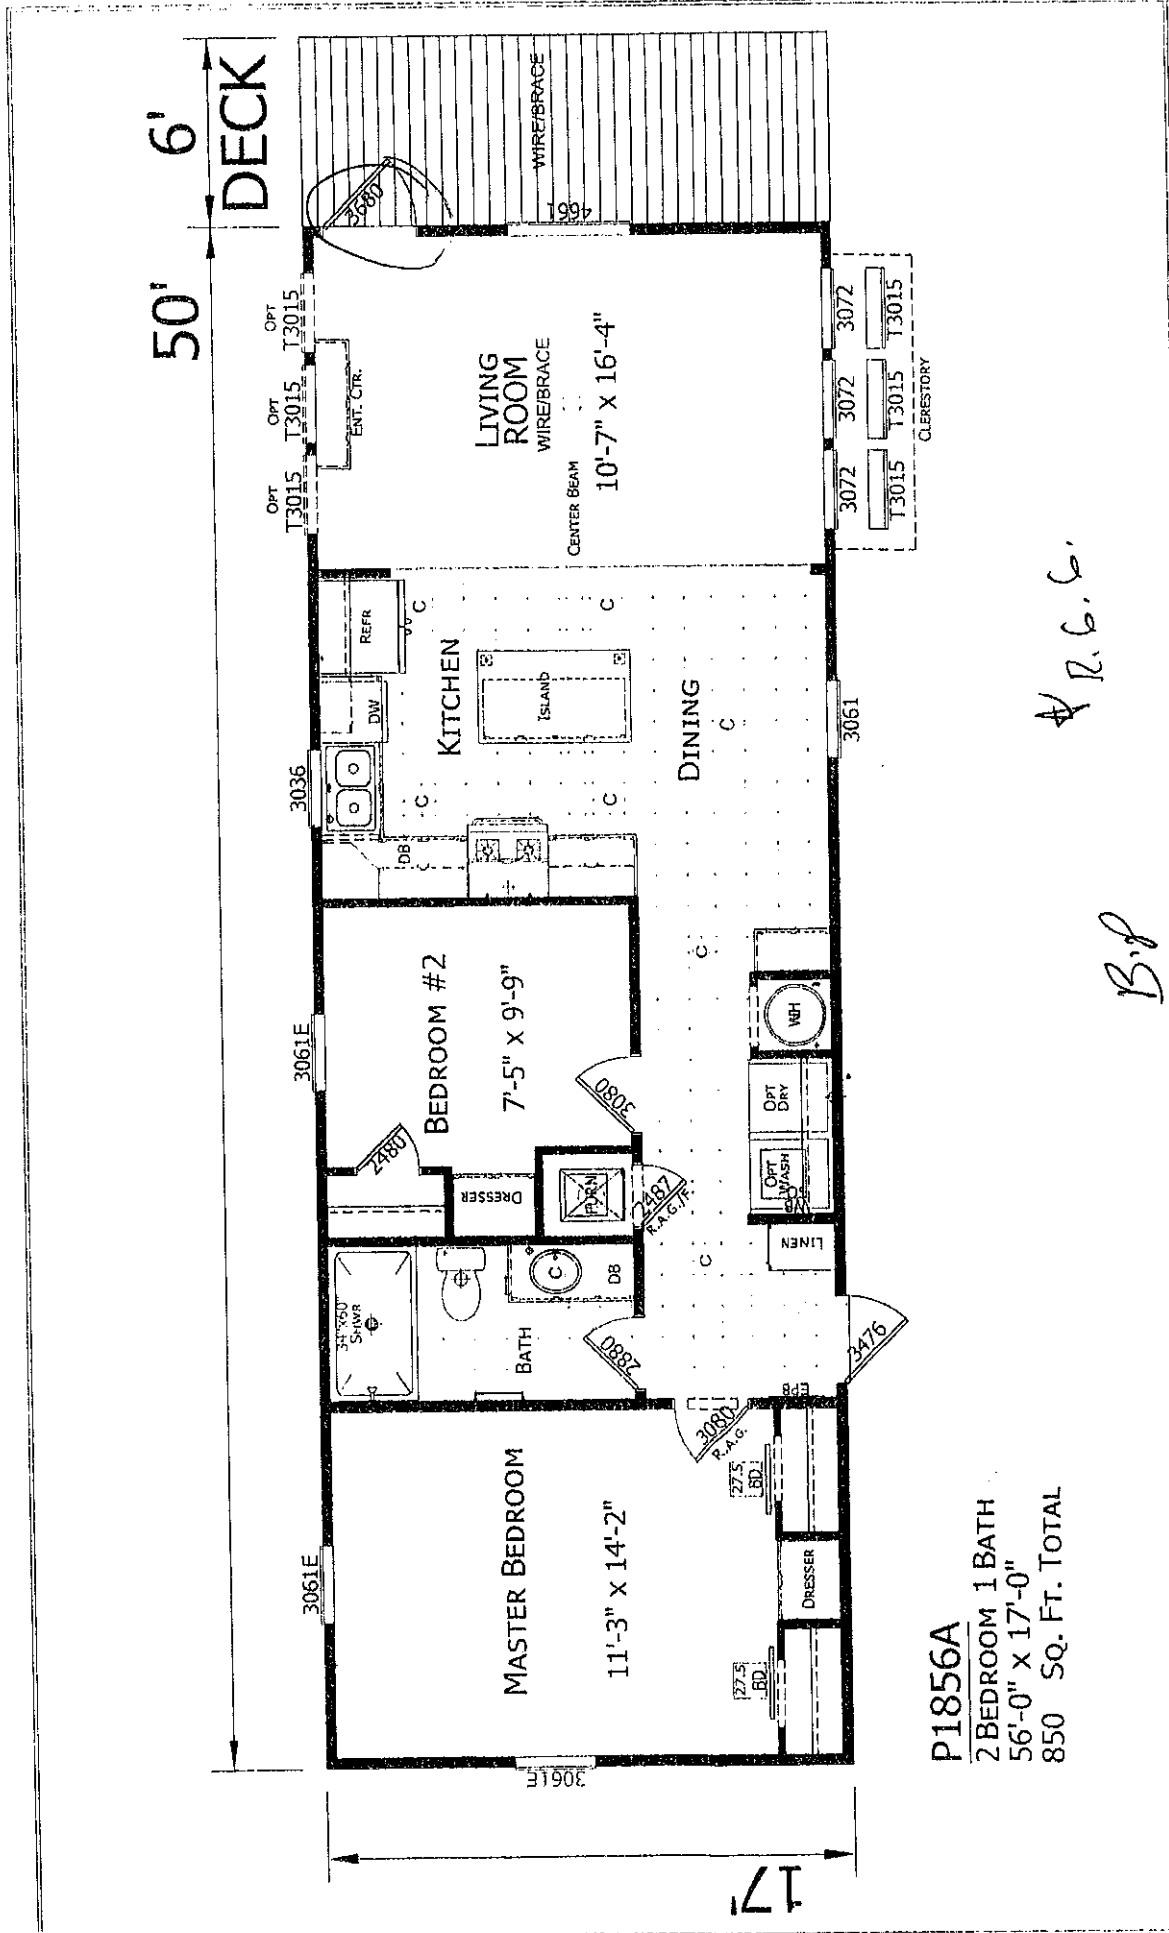 50'
6'
DECK
OPT
T3015
OPT
T3015
OPT
T3015
ENT. CTR.
3680
WIRE/BRACE
4661
LIVING
ROOM
WIRE/BRACE
CENTER BEAM
10'-7" X 16'-4"
3072
3072
3072
T3015
T3015
T3015
CLERESTORY
3036
REFR
DW
DB
KITCHEN
ISLAND
DINING
C
C
C
C
C
C
C
3061
3061E
BEDROOM #2
7'-5" X 9'-9"
2480
3080
DRESSER
FURN
2487
R.A.G./F.
WH
OPT
DRY
OPT
WASH
LINEN
34"X60
SHWR
C
DB
BATH
2880
3476
EPB
3061E
MASTER BEDROOM
11'-3" X 14'-2"
3080
R.A.G.
27.5
BD
27.5
BD
DRESSER
3061E
17'
P1856A
2 BEDROOM 1 BATH
56'-0" X 17'-0"
850 SQ. FT. TOTAL